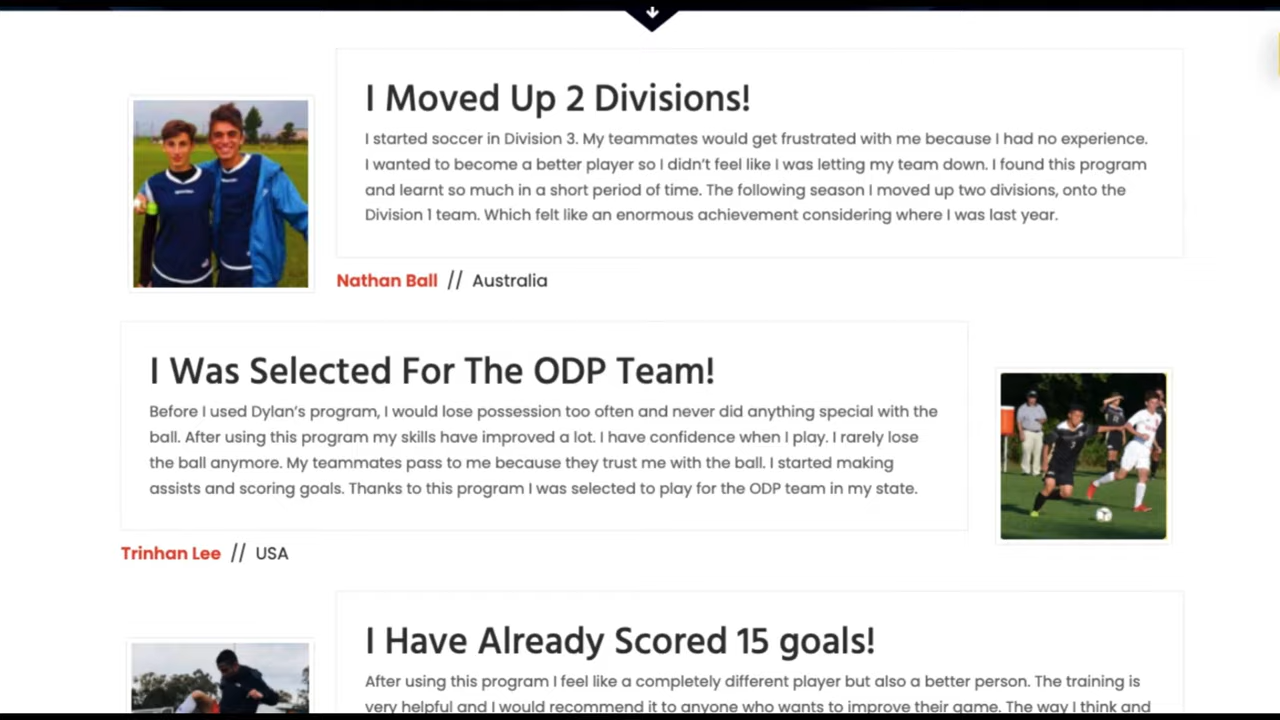 I Moved Up 2 Divisions!
I started soccer in Division 3. My teammates would get frustrated with me because I had no experience.
I wanted to become a better player so I didn't feel like I was letting my team down. I found this program
and learnt so much in a short period of time. The following season I moved up two divisions, onto the
Division 1 team. Which felt like an enormous achievement considering where I was last year.
Nathan Ball // Australia
I Was Selected For The ODP Team!
Before I used Dylan's program, I would lose possession too often and never did anything special with the
ball. After using this program my skills have improved a lot. I have confidence when I play. I rarely lose
the ball anymore. My teammates pass to me because they trust me with the ball. I started making
assists and scoring goals. Thanks to this program I was selected to play for the ODP team in my state.
Trinhan Lee // USA
I Have Already Scored 15 goals!
After using this program I feel like a completely different player but also a better person. The training is
very helpful and I would recommend it to anyone who wants to improve their game. The way I think and